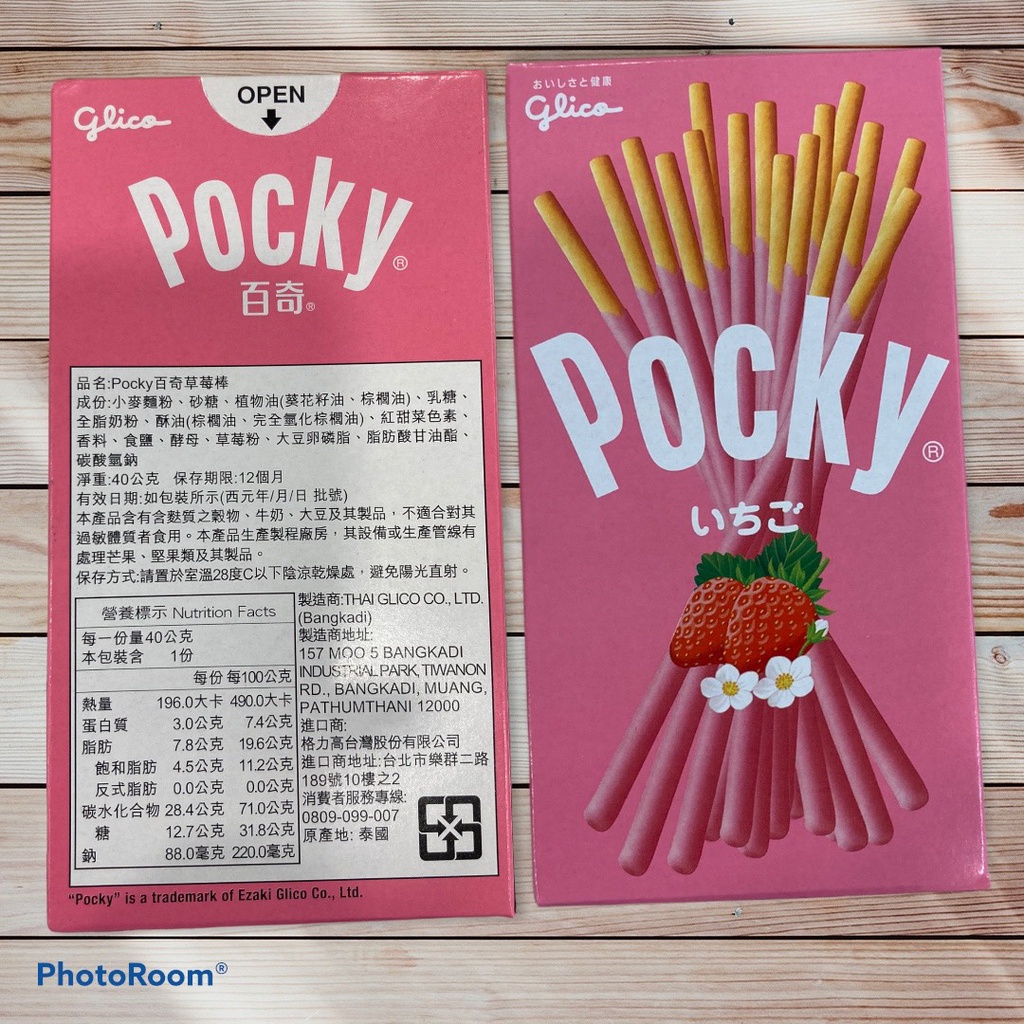 Glico
OPEN
Pocky®
百奇®
品名:Pocky百奇草莓棒
成份:小麥麵粉、砂糖、植物油(葵花籽油、棕櫚油)、乳糖、
全脂奶粉、酥油(棕櫚油、完全氫化棕櫚油)、紅甜菜色素、
香料、食鹽、酵母、草莓粉、大豆卵磷脂、脂肪酸甘油酯、
碳酸氫鈉
淨重:40公克 保存期限:12個月
有效日期:如包裝所示(西元年/月/日 批號)
本產品含有含麩質之穀物、牛奶、大豆及其製品，不適合對其
過敏體質者食用。本產品生產製程廠房，其設備或生產管線有
處理芒果、堅果類及其製品。
保存方式:請置於室溫28度C以下陰涼乾燥處，避免陽光直射。
營養標示 Nutrition Facts
每一份量40公克
本包裝含 1份
每份 每100公克
熱量 196.0大卡 490.0大卡
蛋白質 3.0公克 7.4公克
脂肪 7.8公克 19.6公克
飽和脂肪 4.5公克 11.2公克
反式脂肪 0.0公克 0.0公克
碳水化合物 28.4公克 71.0公克
糖 12.7公克 31.8公克
鈉 88.0毫克 220.0毫克
製造商:THAI GLICO CO., LTD.
(Bangkadi)
製造商地址:
157 MOO 5 BANGKADI
INDUSTRIAL PARK, TIWANON
RD., BANGKADI, MUANG,
PATHUMTHANI 12000
進口商:
格力高台灣股份有限公司
進口商地址:台北市樂群二路
189號10樓之2
消費者服務專線:
0809-099-007
原產地: 泰國
"Pocky" is a trademark of Ezaki Glico Co., Ltd.
おいしさと健康
Glico
Pocky®
いちご
PhotoRoom®